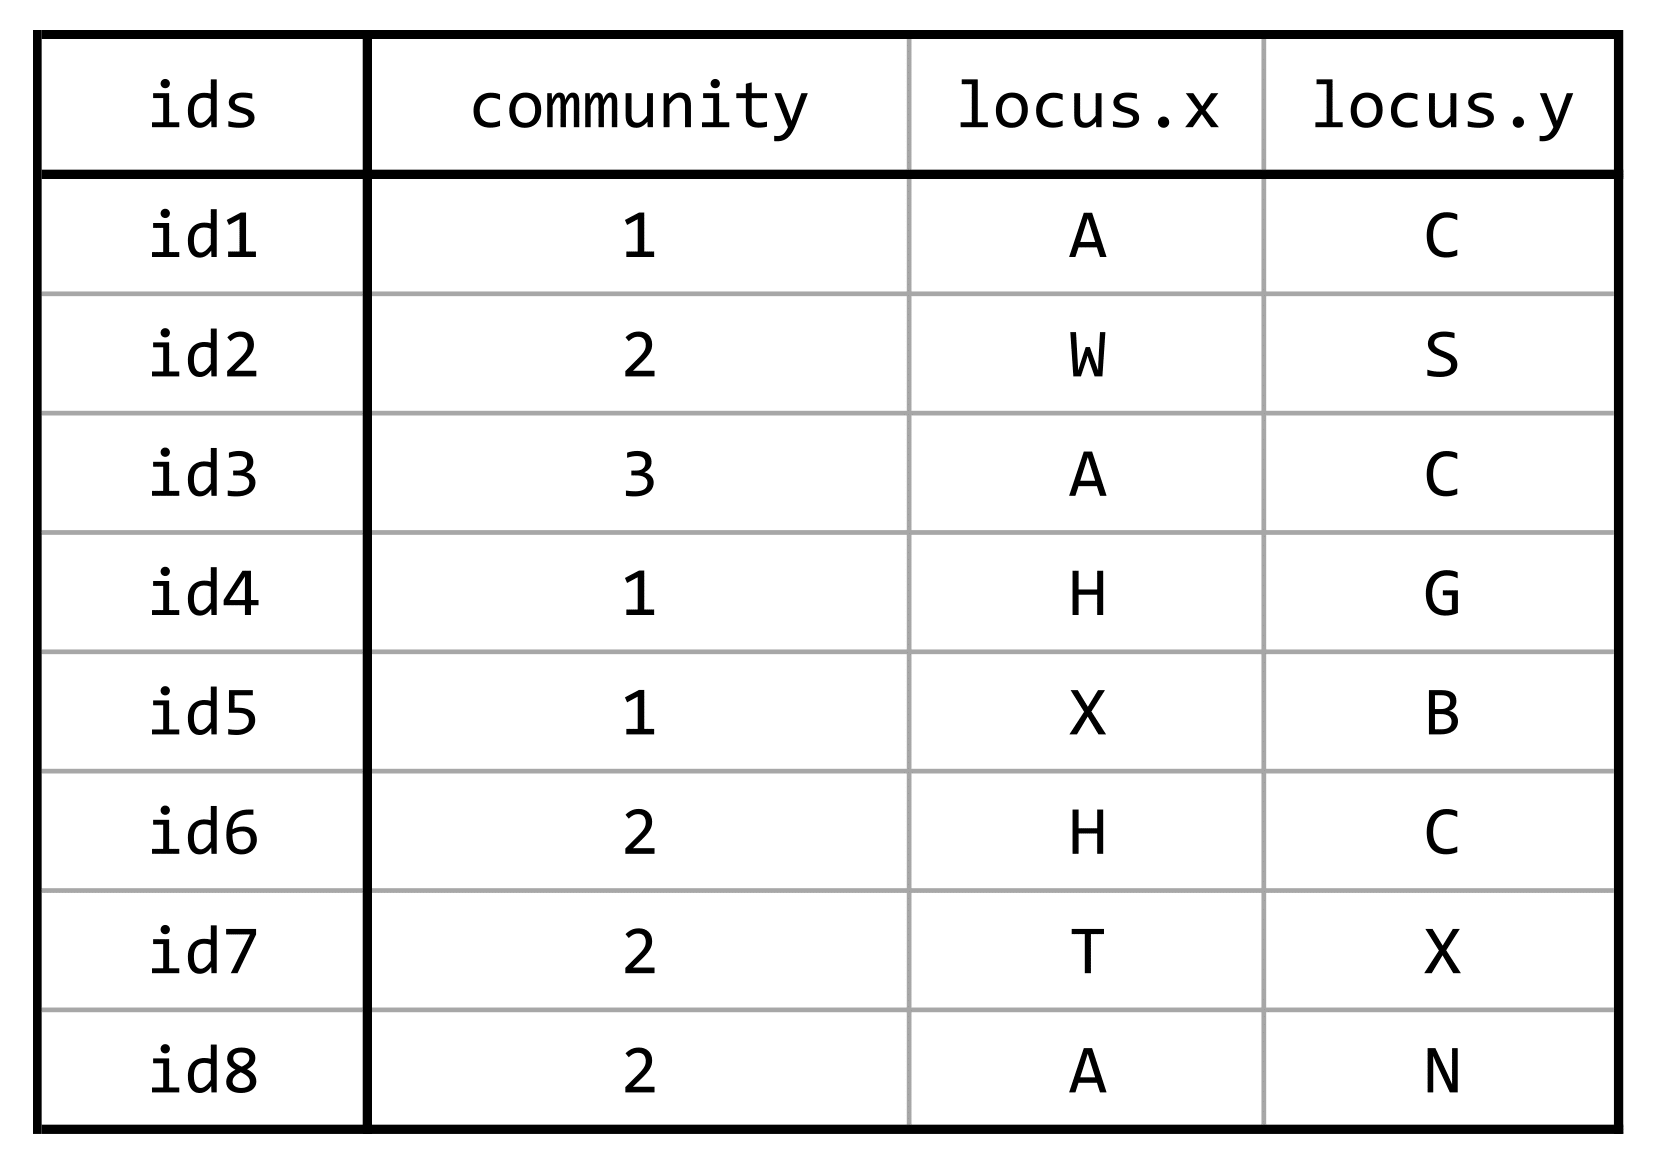 ids community locus.x locus.y
id1 1 A C
id2 2 W S
id3 3 A C
id4 1 H G
id5 1 X B
id6 2 H C
id7 2 T X
id8 2 A N